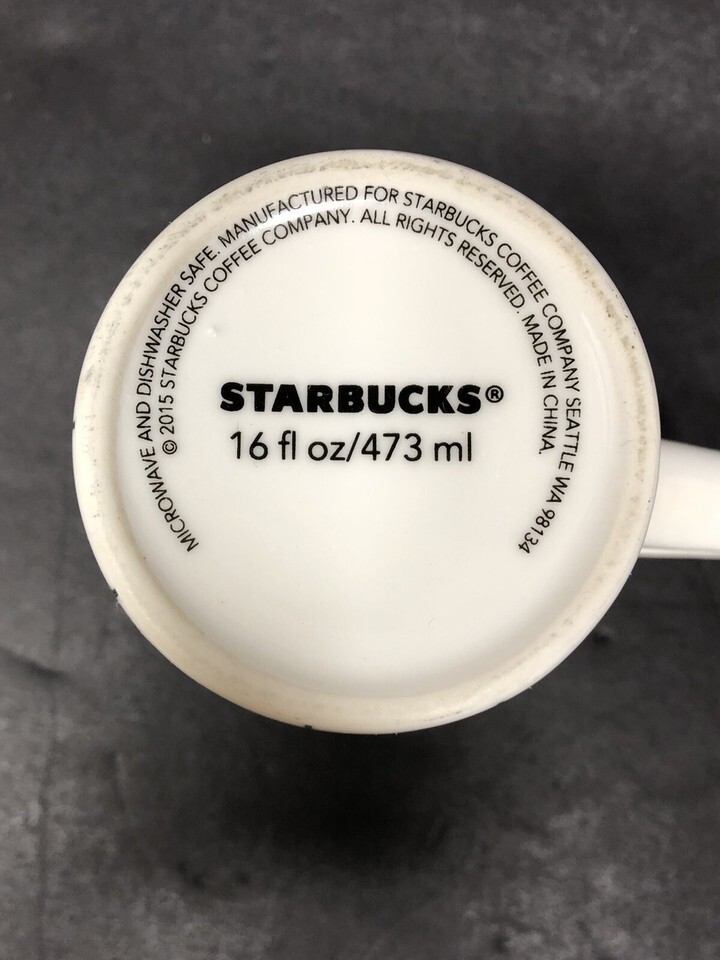 MICROWAVE AND DISHWASHER SAFE. MANUFACTURED FOR STARBUCKS COFFEE COMPANY SEATTLE WA 98134
© 2015 STARBUCKS COFFEE COMPANY. ALL RIGHTS RESERVED. MADE IN CHINA.
STARBUCKS®
16 fl oz/473 ml